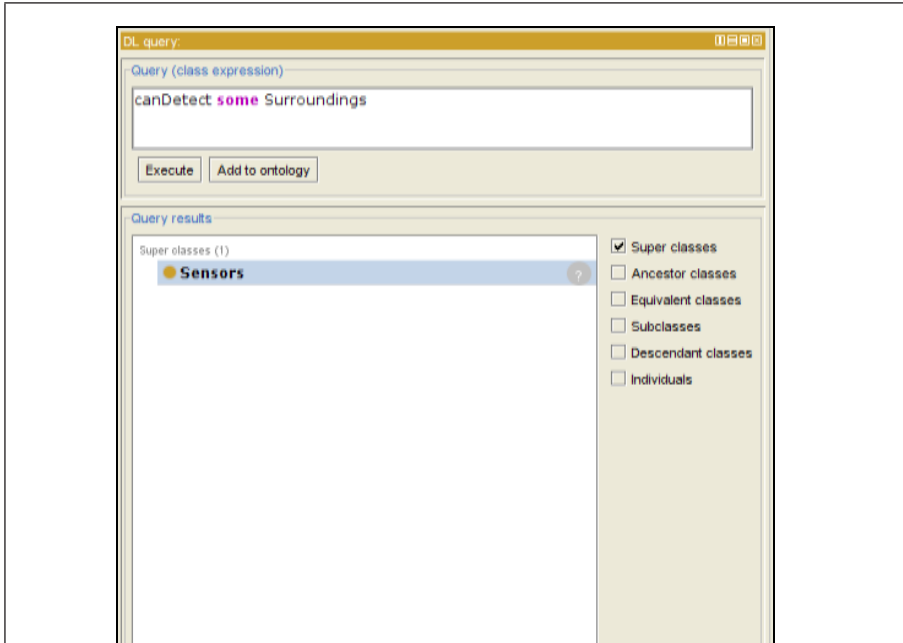 DL query:
Query (class expression)
canDetect some Surroundings
Execute
Add to ontology
Query results
Super classes (1)
Sensors
?
Super classes
Ancestor classes
Equivalent classes
Subclasses
Descendant classes
Individuals